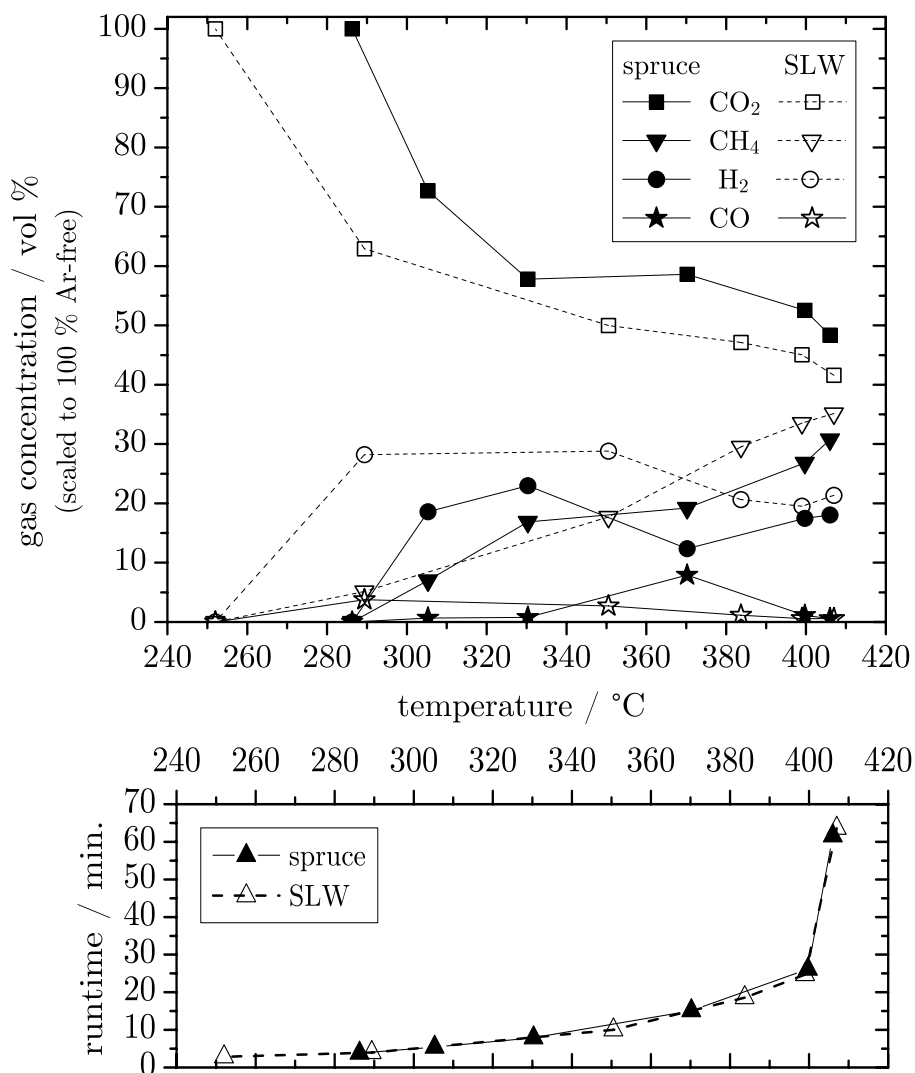 100
90
80
70
60
50
40
30
20
10
0
gas concentration / vol %
(scaled to 100 % Ar-free)
spruce SLW
CO₂
CH₄
H₂
CO
240 260 280 300 320 340 360 380 400 420
temperature / °C
240 260 280 300 320 340 360 380 400 420
70
60
50
40
30
20
10
0
runtime / min.
spruce
SLW